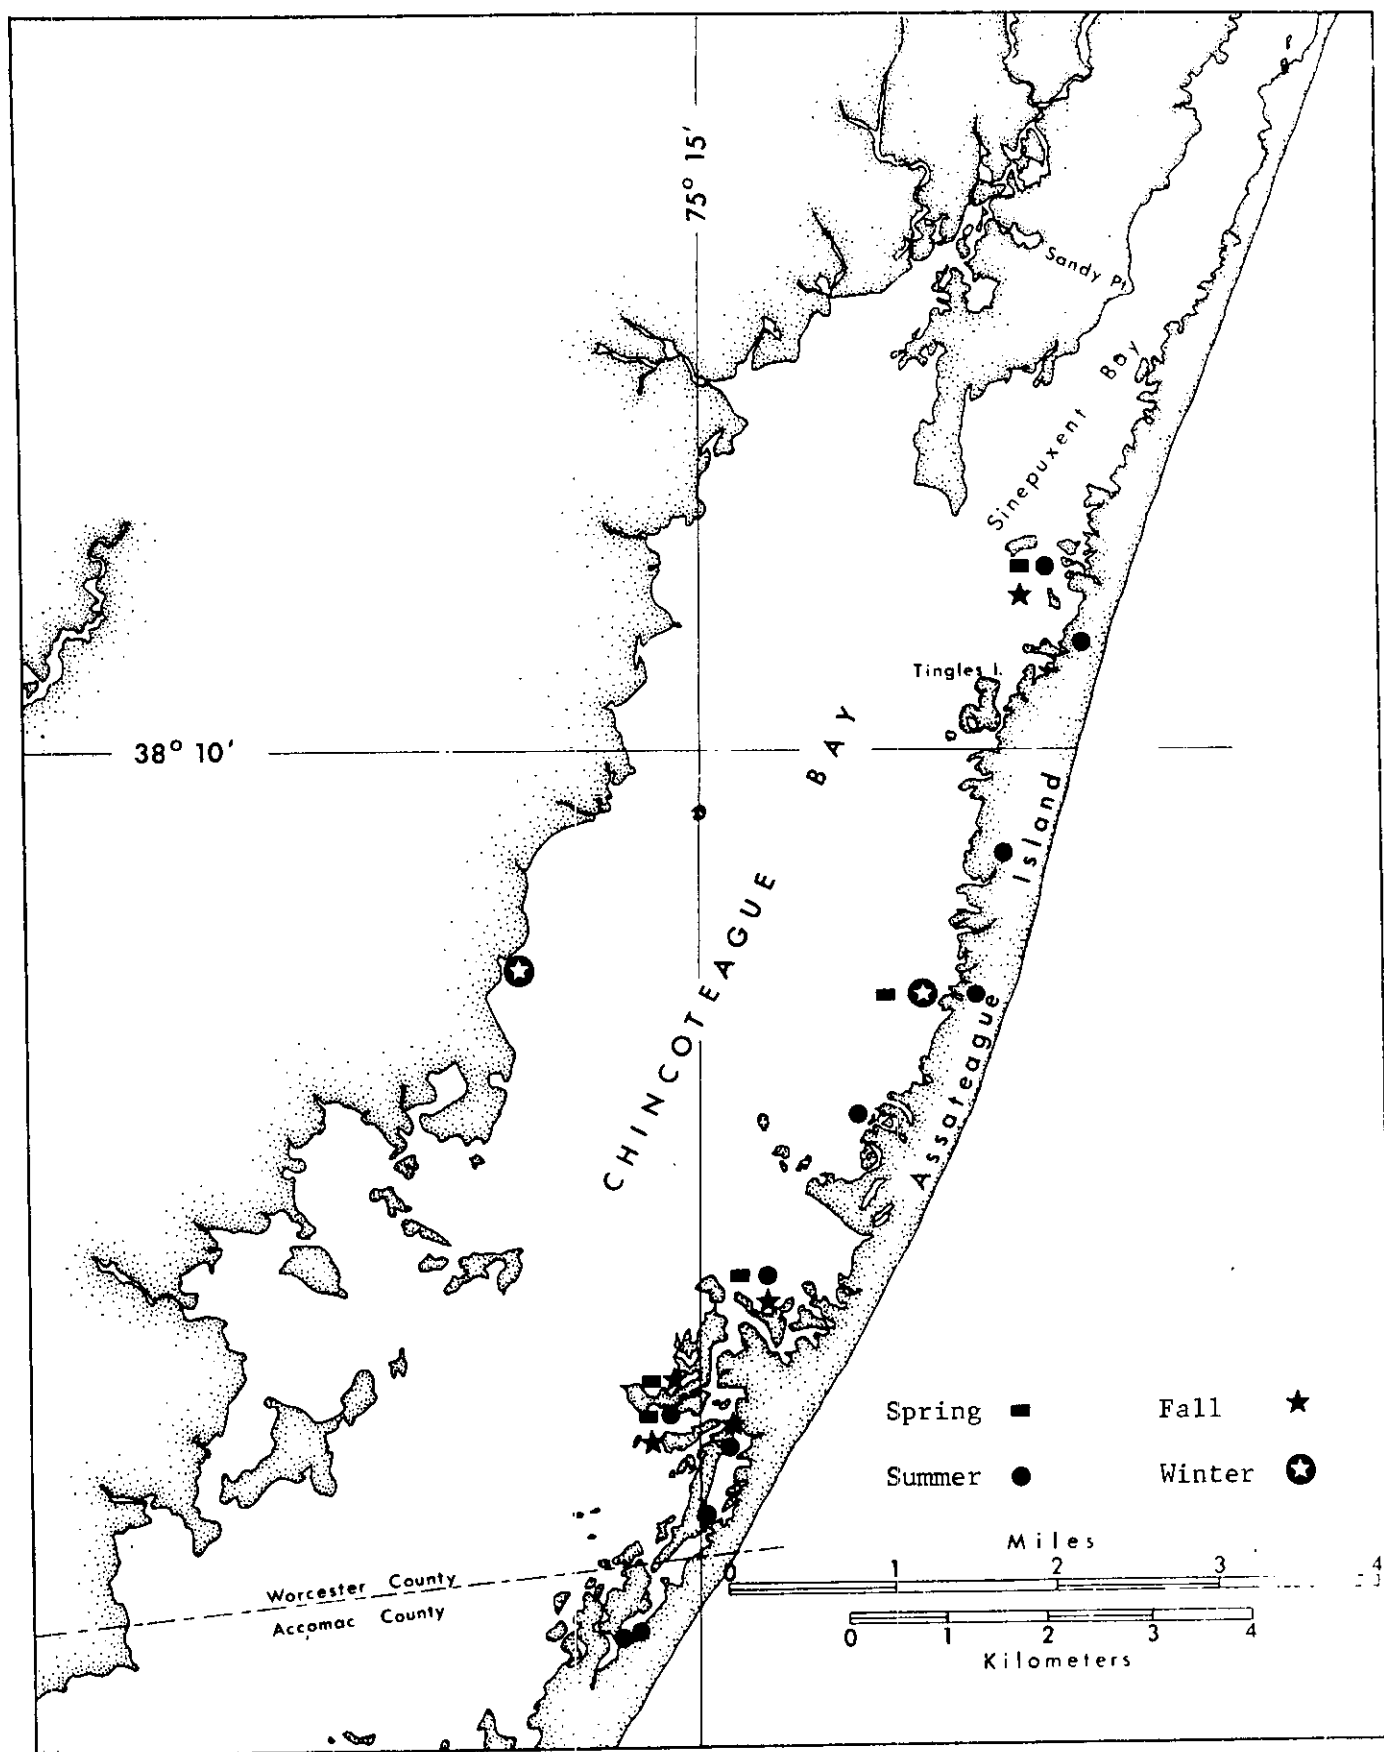 75° 15'
Sandy Pt.
Sinepuxent Bay
Tingles I.
38° 10'
CHINCOTEAGUE BAY
Assateague Island
Spring
Fall
Summer
Winter
Miles
0 1 2 3 4
Worcester County
Accomac County
0 1 2 3 4
Kilometers